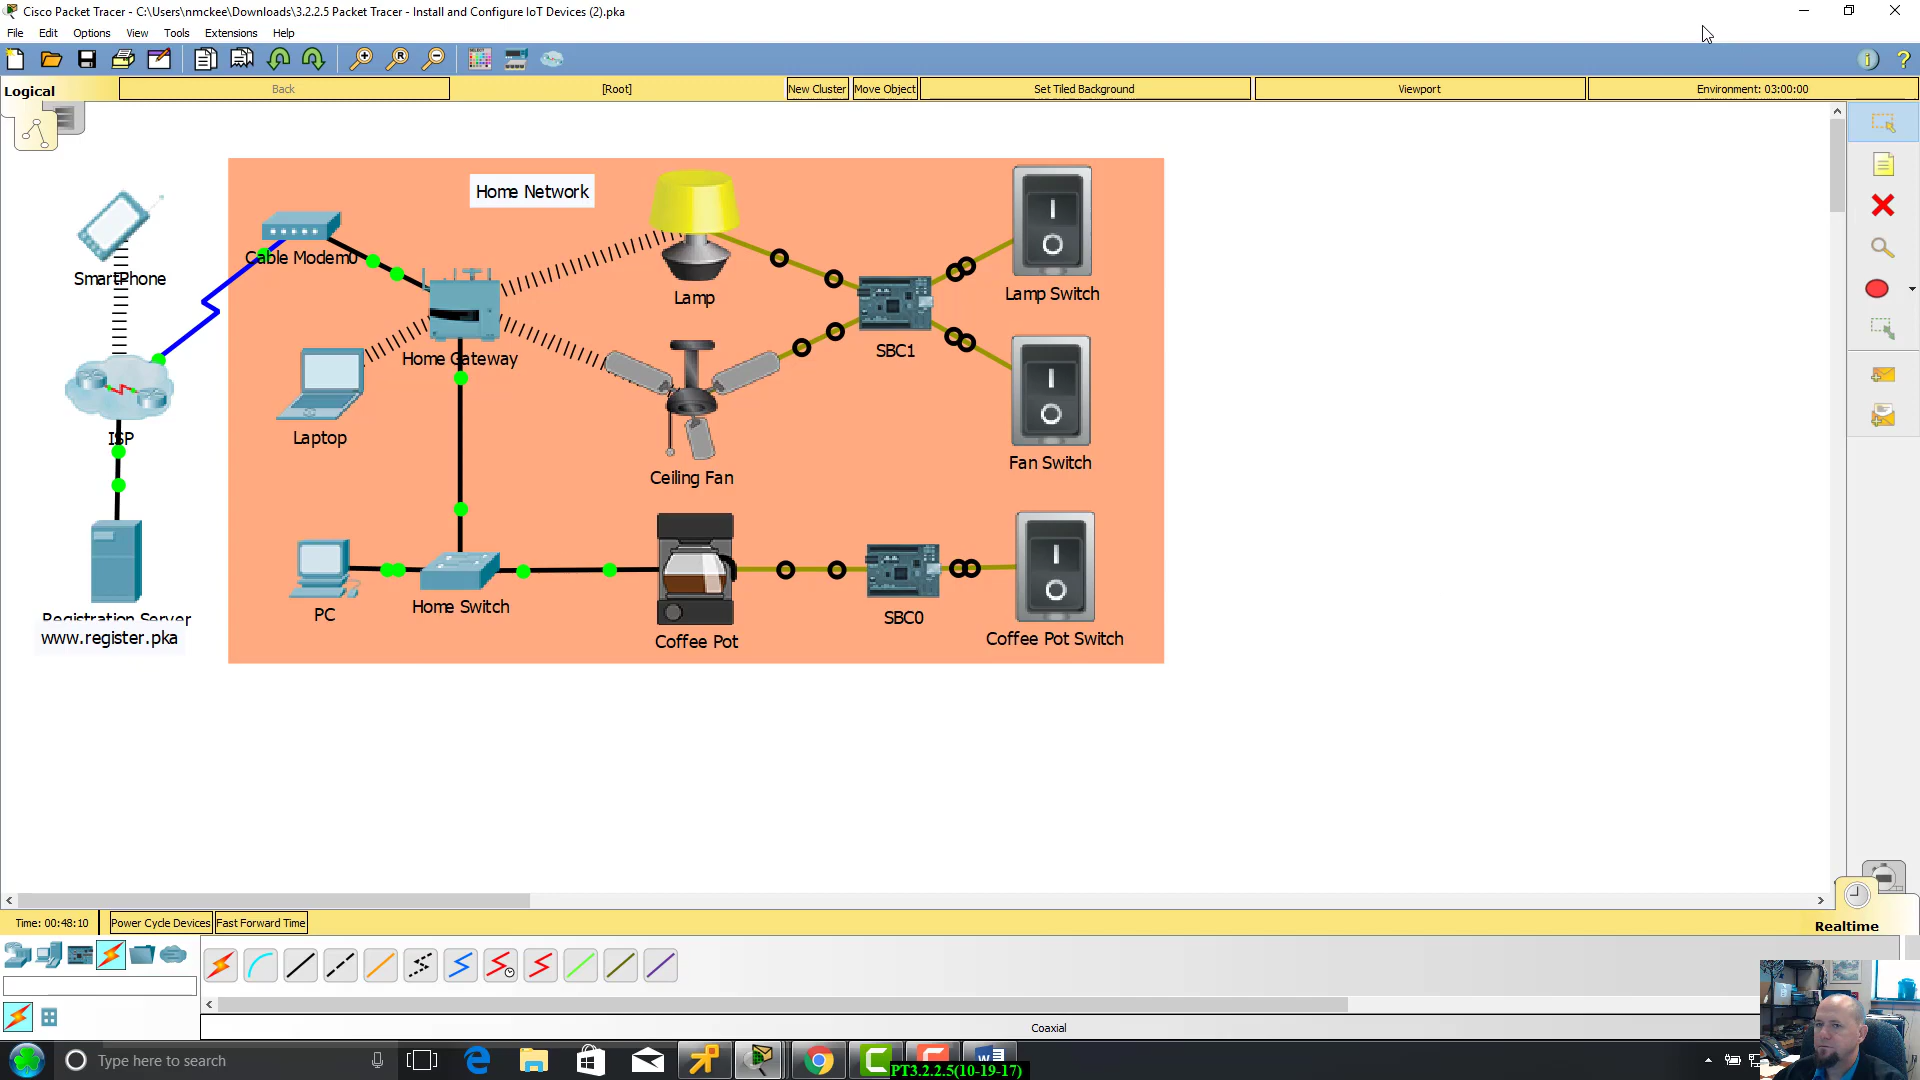 Cisco Packet Tracer - C:\Users\nmckee\Downloads\3.2.2.5 Packet Tracer - Install and Configure IoT Devices (2).pka
File Edit Options View Tools Extensions Help
Logical Back [Root] New Cluster Move Object Set Tiled Background Viewport Environment: 03:00:00
Home Network
SmartPhone
Cable Modem0
Lamp
Lamp Switch
Home Gateway
SBC1
Laptop
ISP
Ceiling Fan
Fan Switch
PC
Home Switch
Coffee Pot
SBC0
Coffee Pot Switch
Registration Server
www.register.pka
Time: 00:48:10 Power Cycle Devices Fast Forward Time
Realtime
Coaxial
Type here to search
PT3.2.2.5(10-19-17)